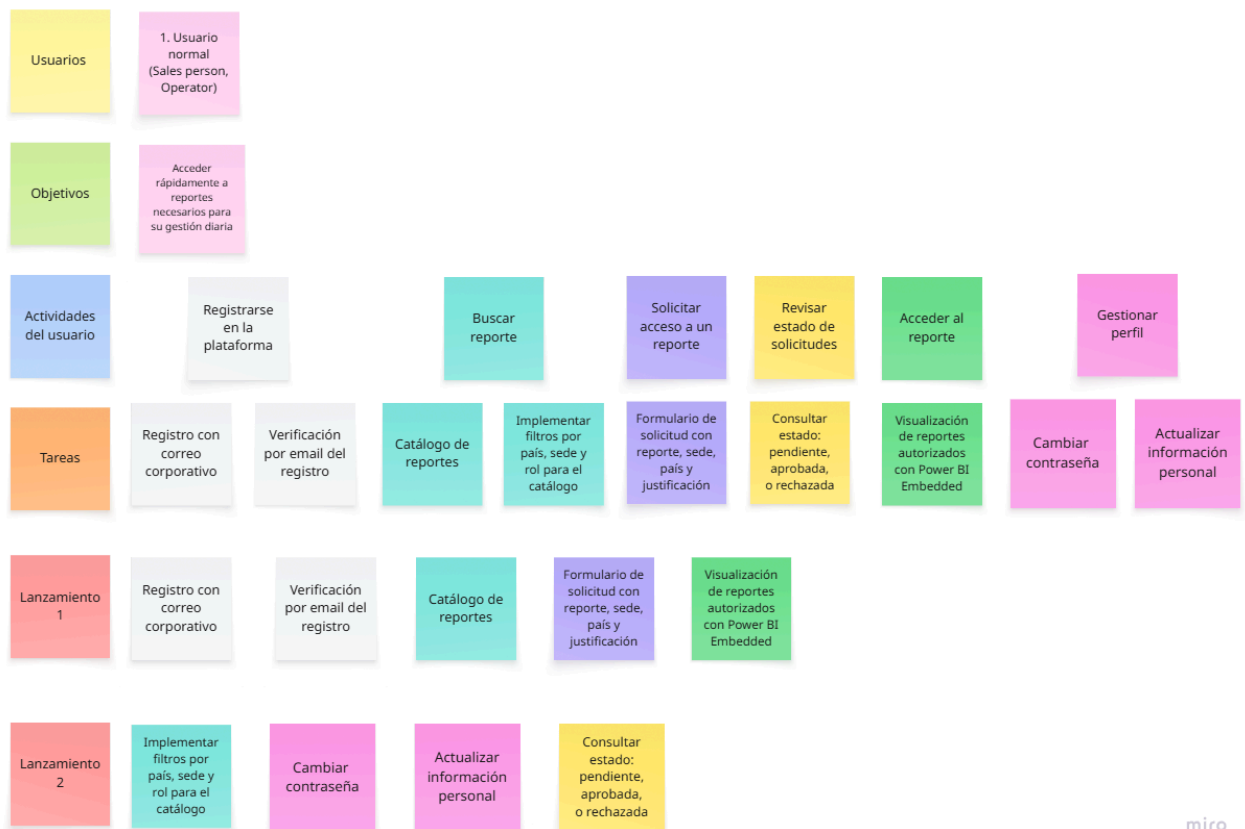 Usuarios
1. Usuario
normal
(Sales person,
Operator)
Objetivos
Acceder
rápidamente a
reportes
necesarios para
su gestión diaria
Actividades
del usuario
Registrarse
en la
plataforma
Buscar
reporte
Solicitar
acceso a un
reporte
Revisar
estado de
solicitudes
Acceder al
reporte
Gestionar
perfil
Tareas
Registro con
correo
corporativo
Verificación
por email del
registro
Catálogo de
reportes
Implementar
filtros por
país, sede y
rol para el
catálogo
Formulario de
solicitud con
reporte, sede,
país y
justificación
Consultar
estado:
pendiente,
aprobada,
o rechazada
Visualización
de reportes
autorizados
con Power BI
Embedded
Cambiar
contraseña
Actualizar
información
personal
Lanzamiento
1
Registro con
correo
corporativo
Verificación
por email del
registro
Catálogo de
reportes
Formulario de
solicitud con
reporte, sede,
país y
justificación
Visualización
de reportes
autorizados
con Power BI
Embedded
Lanzamiento
2
Implementar
filtros por
país, sede y
rol para el
catálogo
Cambiar
contraseña
Actualizar
información
personal
Consultar
estado:
pendiente,
aprobada,
o rechazada
miro